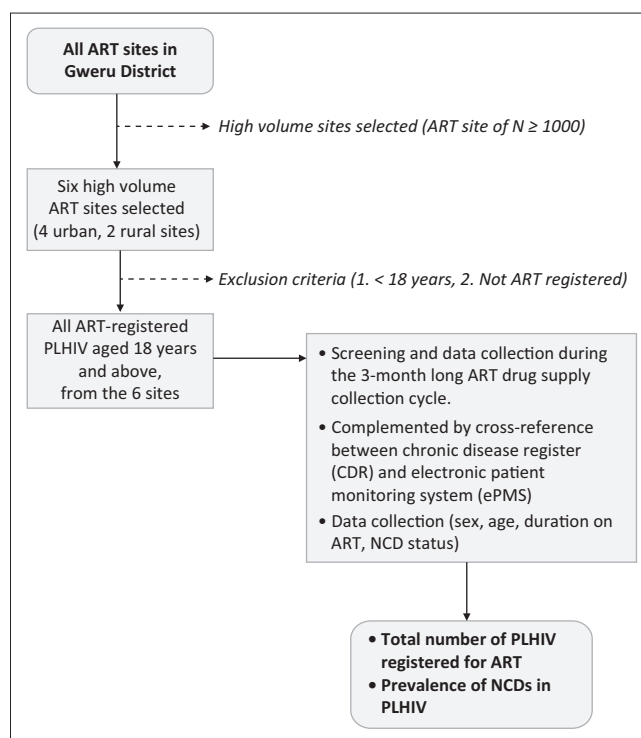 All ART sites in
Gweru District
High volume sites selected (ART site of N ≥ 1000)
Six high volume
ART sites selected
(4 urban, 2 rural sites)
Exclusion criteria (1. < 18 years, 2. Not ART registered)
All ART-registered
PLHIV aged 18 years
and above,
from the 6 sites
• Screening and data collection during
the 3-month long ART drug supply
collection cycle.
• Complemented by cross-reference
between chronic disease register
(CDR) and electronic patient
monitoring system (ePMS)
• Data collection (sex, age, duration on
ART, NCD status)
• Total number of PLHIV
registered for ART
• Prevalence of NCDs in
PLHIV